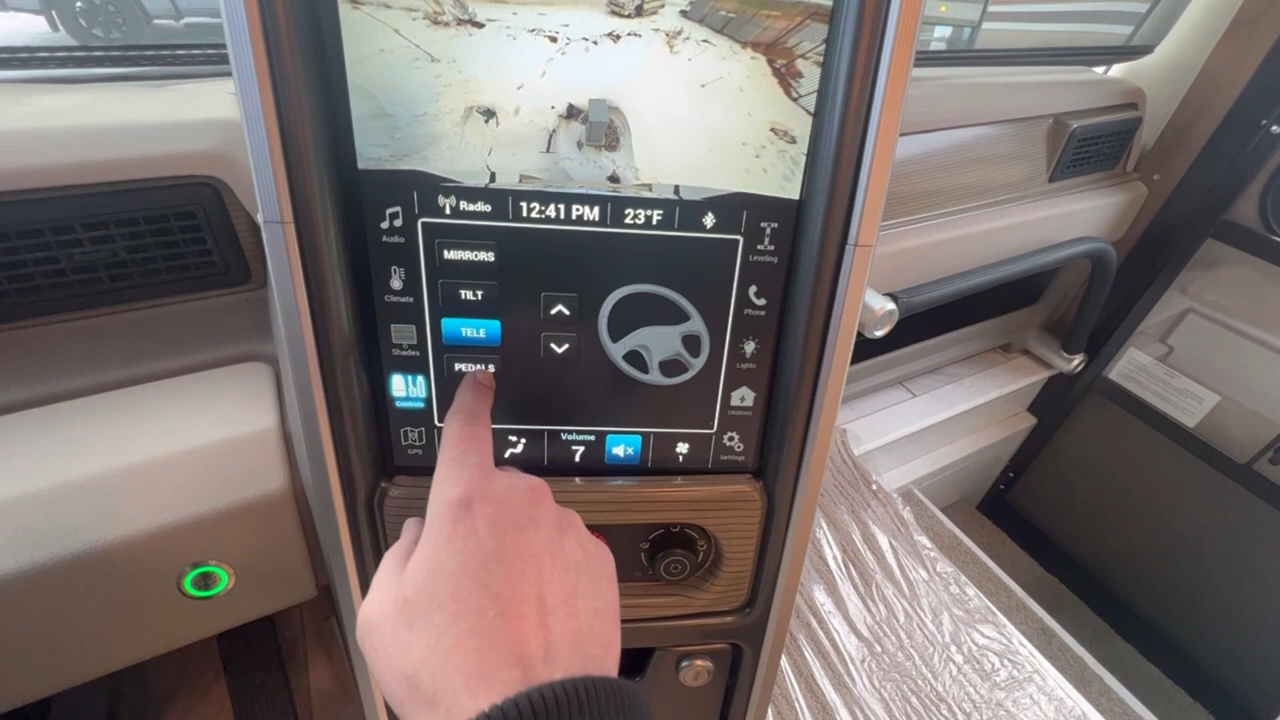 Radio 12:41 PM 23°F
Audio
Climate
Shades
Controls
GPS
MIRRORS
TILT
TELE
PEDALS
Leveling
Phone
Lights
Utilities
Settings
Volume
7
1